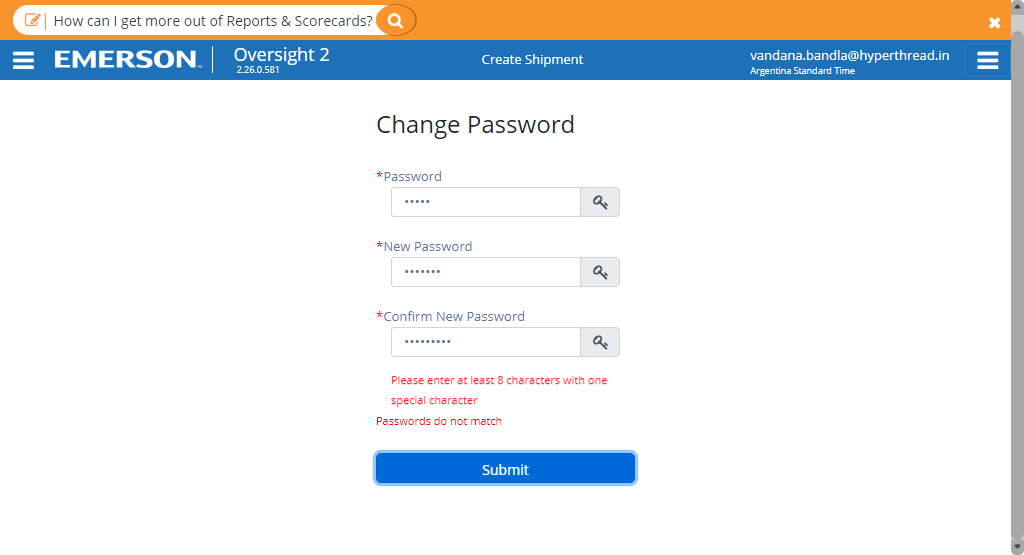 How can I get more out of Reports & Scorecards?
EMERSON™
Oversight 2
2.26.0.581
Create Shipment
vandana.bandla@hyperthread.in
Argentina Standard Time
Change Password
*Password
•••••
*New Password
•••••••
*Confirm New Password
•••••••••
Please enter at least 8 characters with one
special character
Passwords do not match
Submit